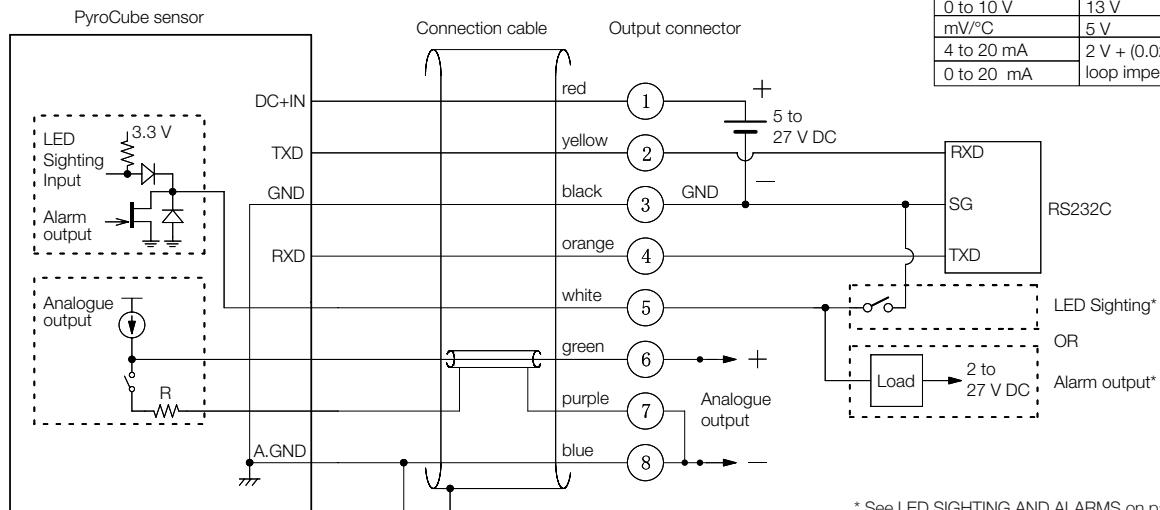 PyroCube sensor
Connection cable
Output connector
0 to 10 V 13 V
mV/°C 5 V
4 to 20 mA 2 V +
0 to 20 mA loop
DC+IN
red
1
+
5 to
27 V DC
LED
Sighting
Input
3.3 V
TXD
yellow
2
RXD
GND
black
3
GND
—
SG
RS232C
Alarm
output
RXD
orange
4
TXD
white
5
LED Sighting*
OR
Analogue
output
green
6
+
Load
2 to
27 V DC
Alarm output*
R
purple
7
Analogue
output
A.GND
blue
8
—
* See LED SIGHTING AND ALARMS on